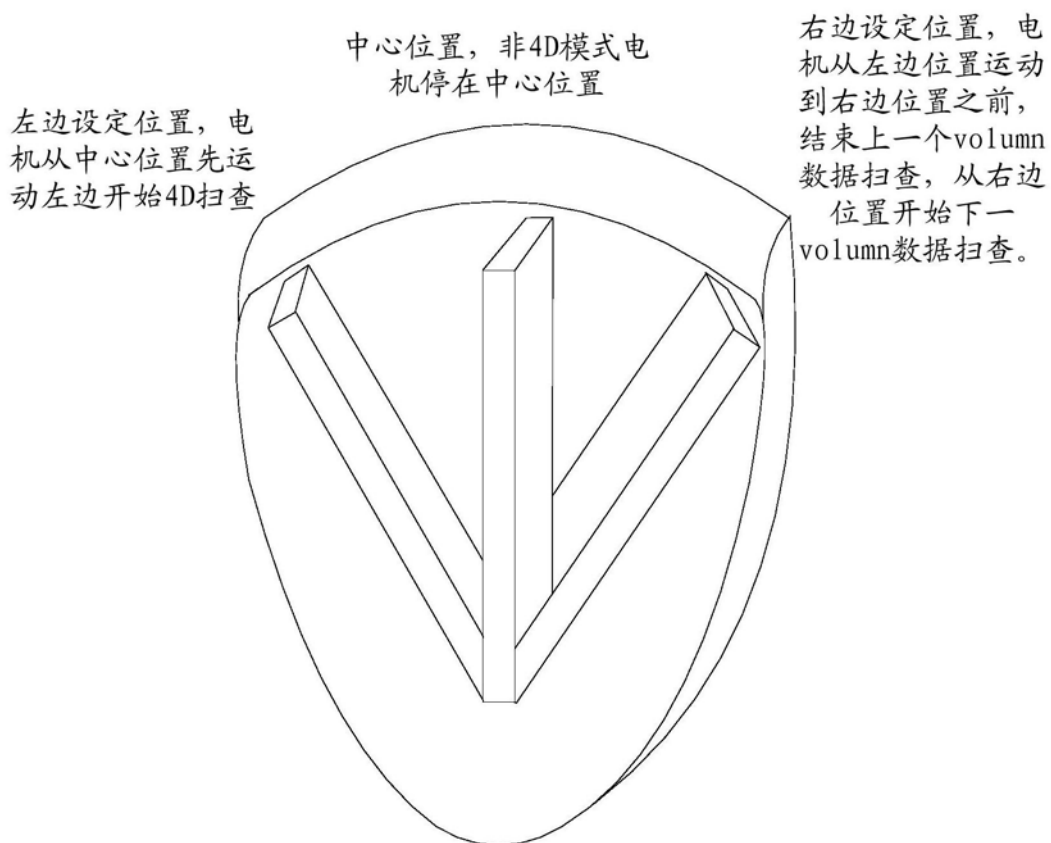 左边设定位置，电
机从中心位置先运
动左边开始4D扫查
中心位置，非4D模式电
机停在中心位置
右边设定位置，电
机从左边位置运动
到右边位置之前，
结束上一个volumn
数据扫查，从右边
位置开始下一
volumn数据扫查。